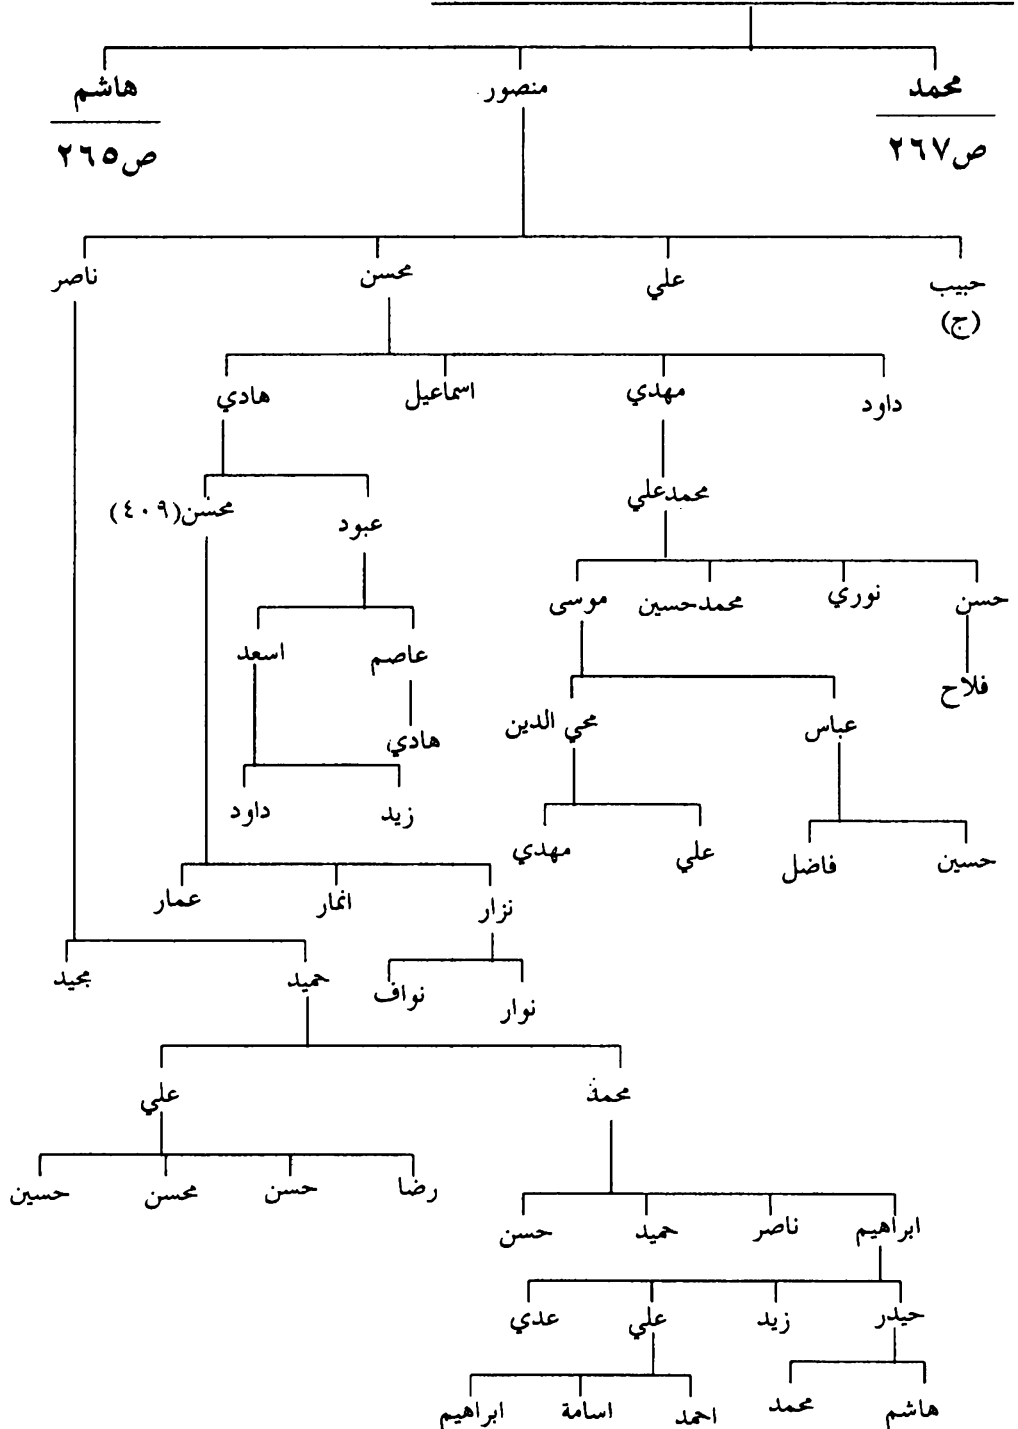 محمد منصور هاشم
ص٢٦٧ ص٢٦٥
حبيب علي محسن ناصر
(ج)
داود مهدي اسماعيل هادي
محمدعلي عبود محسن(٤٠٩)
حسن نوري محمدحسين موسى
عاصم اسعد
فلاح
عباس محي الدين هادي
زيد داود
حسين فاضل علي مهدي
نزار انمار عمار
حميد مجيد
نوار نواف
محمد علي
رضا حسن محسن حسين
ابراهيم ناصر حميد حسن
حيدر زيد علي عدي
هاشم محمد احمد اسامة ابراهيم